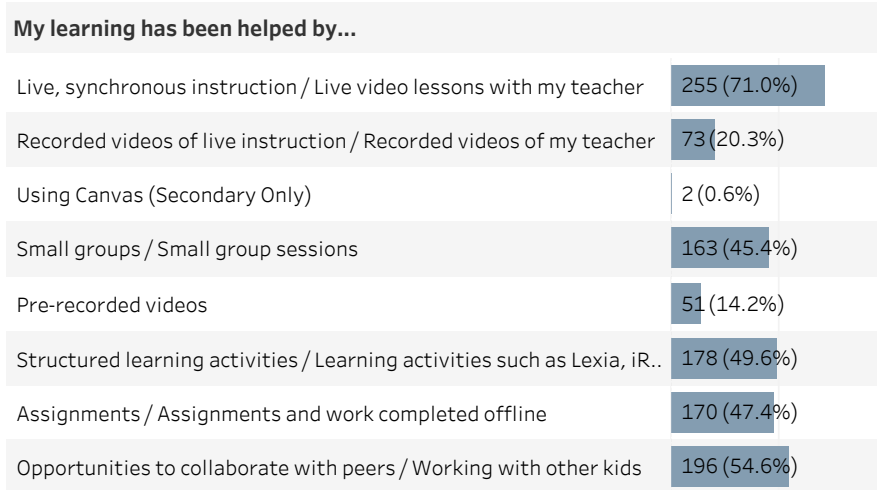 My learning has been helped by...
Live, synchronous instruction / Live video lessons with my teacher 255 (71.0%)
Recorded videos of live instruction / Recorded videos of my teacher 73 (20.3%)
Using Canvas (Secondary Only) 2 (0.6%)
Small groups / Small group sessions 163 (45.4%)
Pre-recorded videos 51 (14.2%)
Structured learning activities / Learning activities such as Lexia, iR.. 178 (49.6%)
Assignments / Assignments and work completed offline 170 (47.4%)
Opportunities to collaborate with peers / Working with other kids 196 (54.6%)